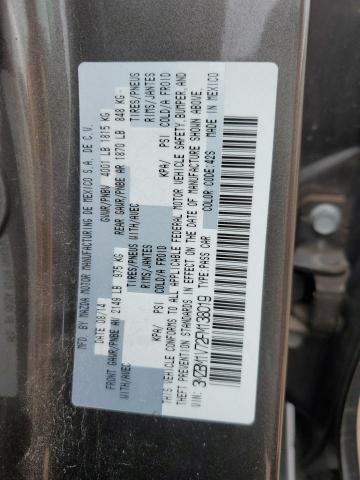 MFD. BY MAZDA MOTOR MANUFACTURING DE MEXICO S.A. DE C.V.
DATE 08/14 GVWR/PNBV 4001 LB 1815 KG
FRONT GAWR/PNBE AV 2149 LB 975 KG REAR GAWR/PNBE AR 1870 LB 848 KG
WITH/AVEC TIRES/PNEUS WITH/AVEC TIRES/PNEUS
RIMS/JANTES RIMS/JANTES
KPA/ PSI COLD/A FROID KPA/ PSI COLD/A FROID
THIS VEHICLE CONFORMS TO ALL APPLICABLE FEDERAL MOTOR VEHICLE SAFETY, BUMPER, AND
THEFT PREVENTION STANDARDS IN EFFECT ON THE DATE OF MANUFACTURE SHOWN ABOVE.
MADE IN MEXICO
TYPE: PASS CAR COLOR CODE: 42S
VIN: